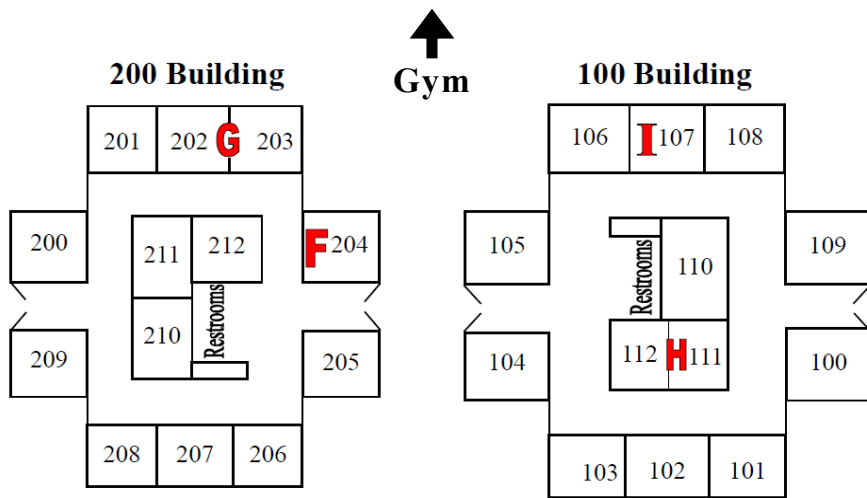 200 Building
Gym
100 Building
201 202 G 203
106 I 107 108
200
211 212
F 204
105
110
109
Restrooms
Restrooms
210
209
205
104
112 H 111
100
208 207 206
103 102 101